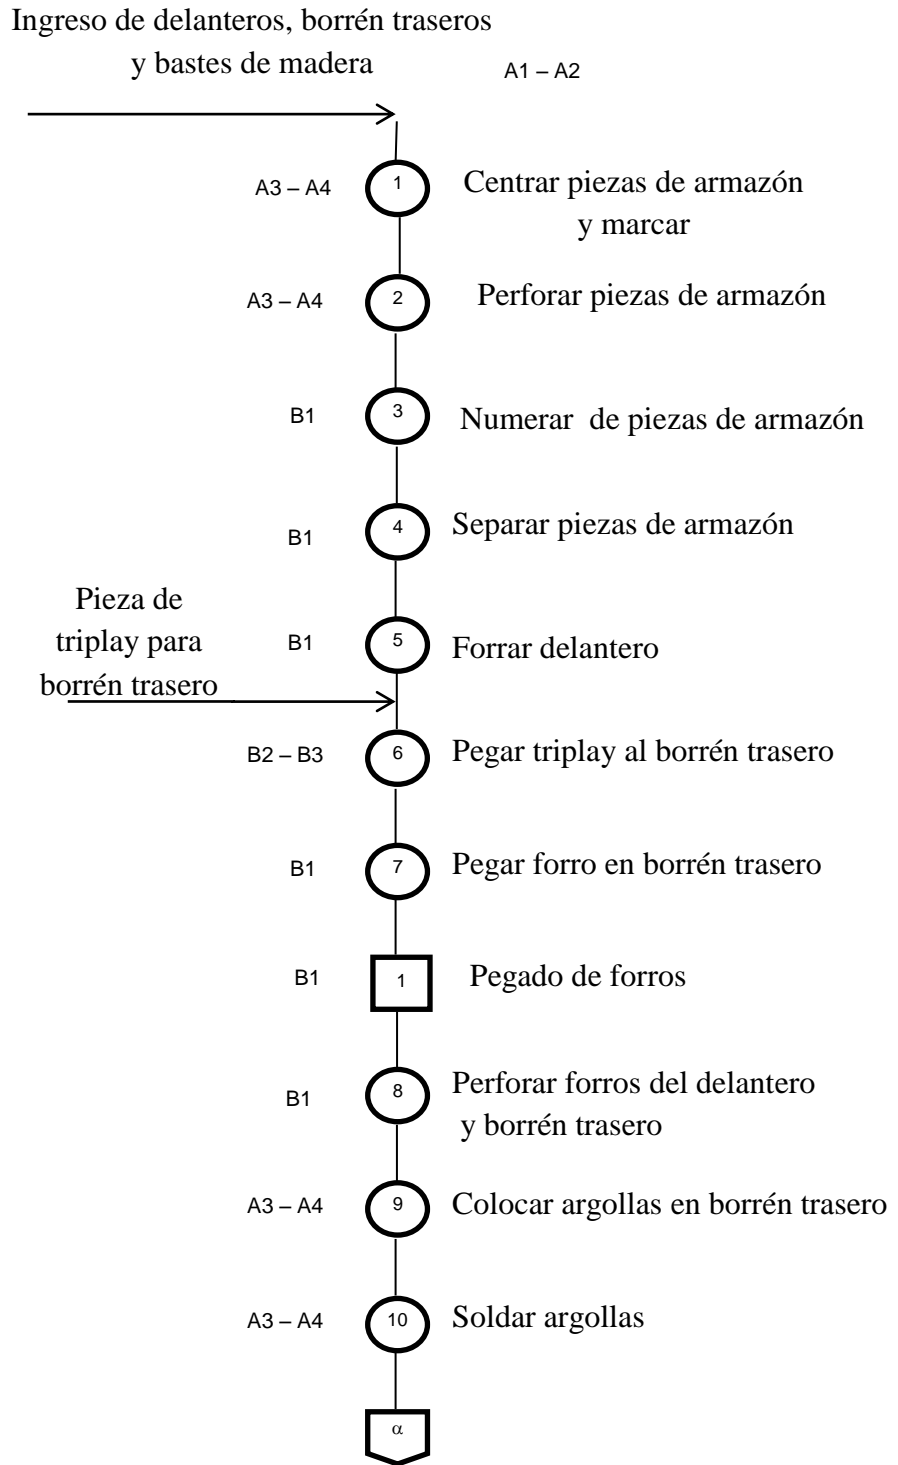 Ingreso de delanteros, borrén traseros
y bastes de madera
A1 – A2
A3 – A4
1
Centrar piezas de armazón
y marcar
A3 – A4
2
Perforar piezas de armazón
B1
3
Numerar  de piezas de armazón
B1
4
Separar piezas de armazón
Pieza de
triplay para
borrén trasero
B1
5
Forrar delantero
B2 – B3
6
Pegar triplay al borrén trasero
B1
7
Pegar forro en borrén trasero
B1
1
Pegado de forros
B1
8
Perforar forros del delantero
y borrén trasero
A3 – A4
9
Colocar argollas en borrén trasero
A3 – A4
10
Soldar argollas
α